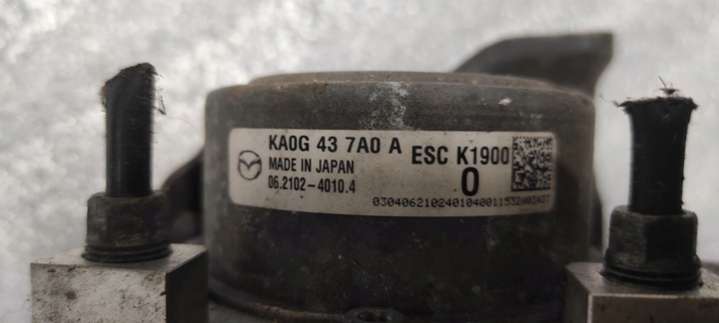 KA0G 43 7A0 A ESC K1900
MADE IN JAPAN 0
06.2102-4010.4